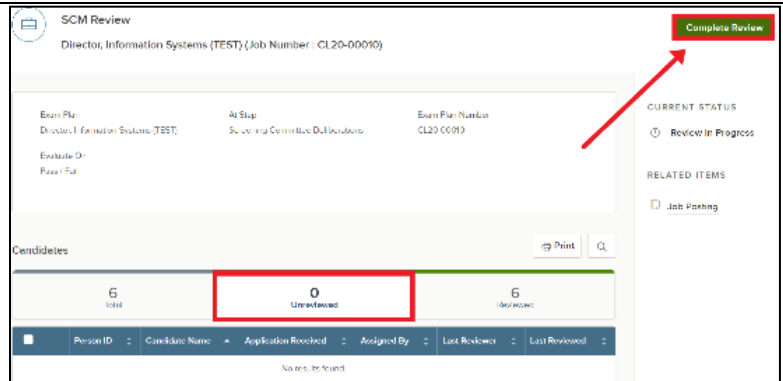 SCM Review
Complete Review
Director, Information Systems (TEST) (Job Number : CL20-00010)
Exam Plan At Step Exam Plan Number
Director, Information Systems (TEST) Screening Committee Deliberations CL20-00010
Evaluate On
Pass / Fail
CURRENT STATUS
Review In Progress
RELATED ITEMS
Job Posting
Candidates Print
6 0 6
Total Unreviewed Reviewed
Person ID Candidate Name Application Received Assigned By Last Reviewer Last Reviewed
No results found.